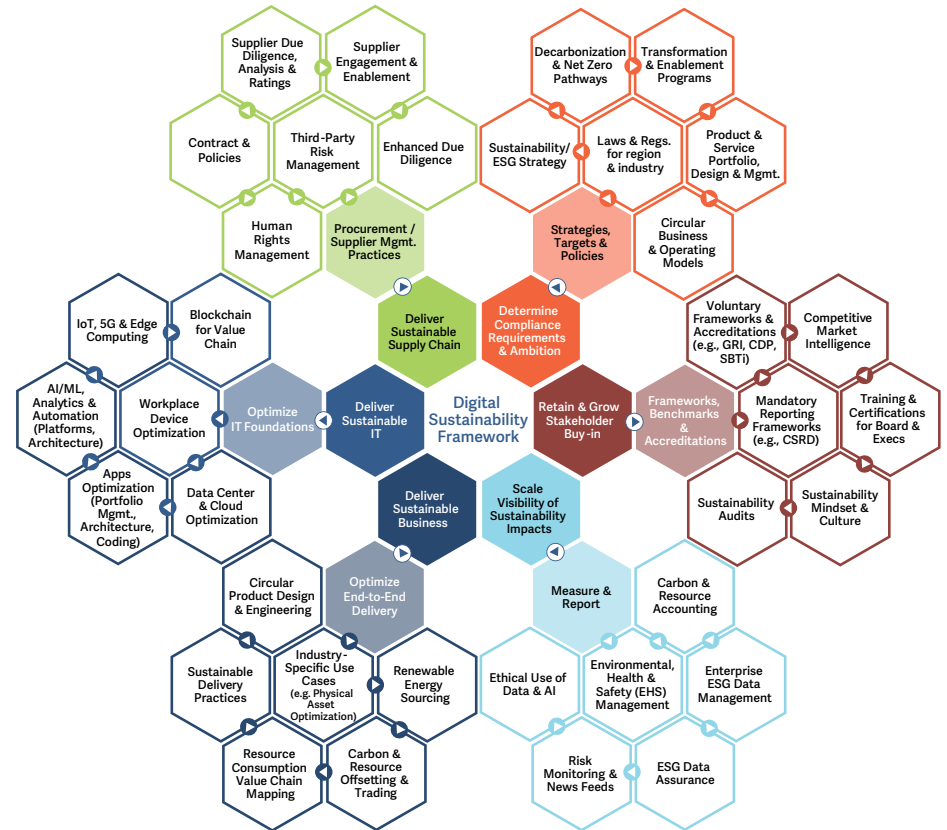 Supplier Due
Diligence,
Analysis &
Ratings
Supplier
Engagement &
Enablement
Contract &
Policies
Third-Party
Risk
Management
Enhanced Due
Diligence
Human
Rights
Management
Procurement /
Supplier Mgmt.
Practices
Deliver
Sustainable
Supply Chain
Decarbonization
& Net Zero
Pathways
Transformation
& Enablement
Programs
Sustainability/
ESG Strategy
Laws & Regs.
for region
& industry
Product &
Service
Portfolio,
Design & Mgmt.
Strategies,
Targets &
Policies
Circular
Business
& Operating
Models
Determine
Compliance
Requirements
& Ambition
IoT, 5G & Edge
Computing
Blockchain
for Value
Chain
AI/ML,
Analytics &
Automation
(Platforms,
Architecture)
Workplace
Device
Optimization
Optimize
IT Foundations
Deliver
Sustainable
IT
Apps
Optimization
(Portfolio
Mgmt.,
Architecture,
Coding)
Data Center
& Cloud
Optimization
Digital
Sustainability
Framework
Retain & Grow
Stakeholder
Buy-in
Frameworks,
Benchmarks
&
Accreditations
Voluntary
Frameworks &
Accreditations
(e.g., GRI, CDP,
SBTi)
Competitive
Market
Intelligence
Mandatory
Reporting
Frameworks
(e.g., CSRD)
Training &
Certifications
for Board &
Execs
Sustainability
Audits
Sustainability
Mindset &
Culture
Deliver
Sustainable
Business
Optimize
End-to-End
Delivery
Circular
Product Design
& Engineering
Sustainable
Delivery
Practices
Industry-
Specific Use
Cases
(e.g. Physical
Asset
Optimization)
Renewable
Energy
Sourcing
Resource
Consumption
Value Chain
Mapping
Carbon &
Resource
Offsetting &
Trading
Scale
Visibility of
Sustainability
Impacts
Measure &
Report
Carbon &
Resource
Accounting
Ethical Use of
Data & AI
Environmental,
Health &
Safety (EHS)
Management
Enterprise
ESG Data
Management
Risk
Monitoring &
News Feeds
ESG Data
Assurance